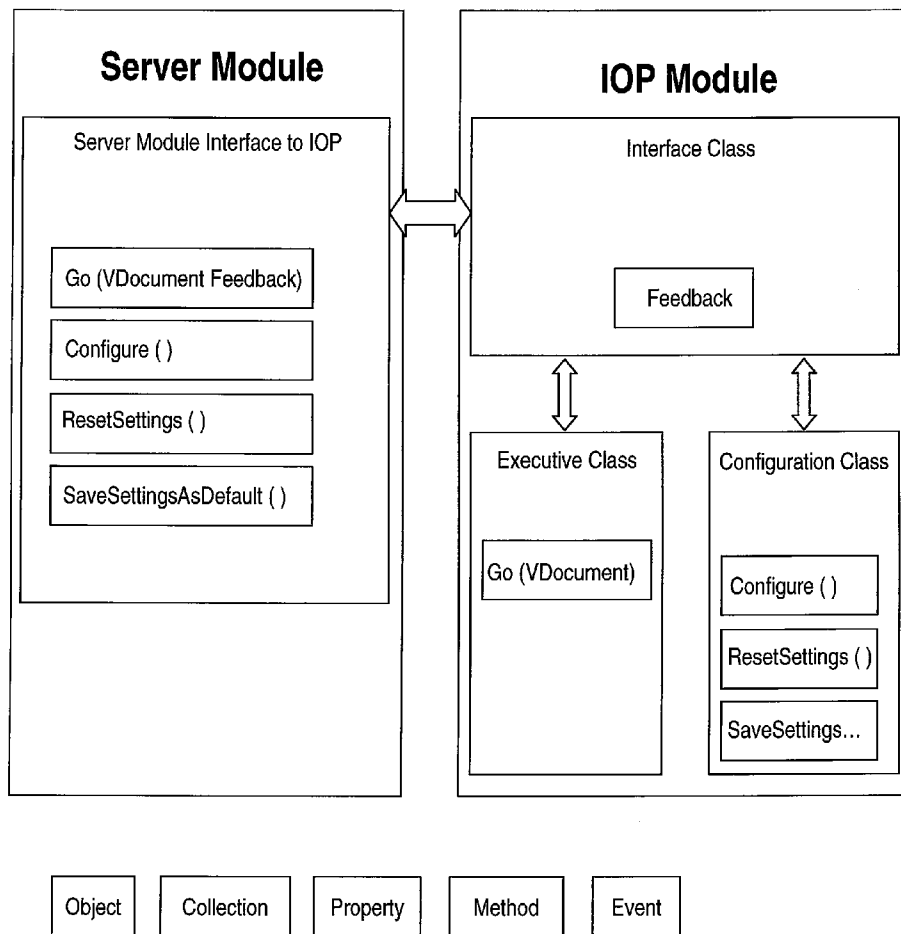 Server Module
Server Module Interface to IOP
Go (VDocument Feedback)
Configure ( )
ResetSettings ( )
SaveSettingsAsDefault ( )
IOP Module
Interface Class
Feedback
Executive Class
Go (VDocument)
Configuration Class
Configure ( )
ResetSettings ( )
SaveSettings...
Object
Collection
Property
Method
Event